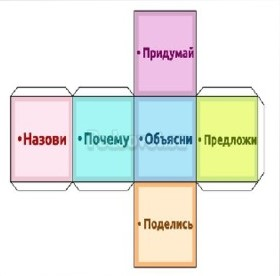 • Придумай
• Назови
• Почему
• Объясни
• Предложи
• Поделись